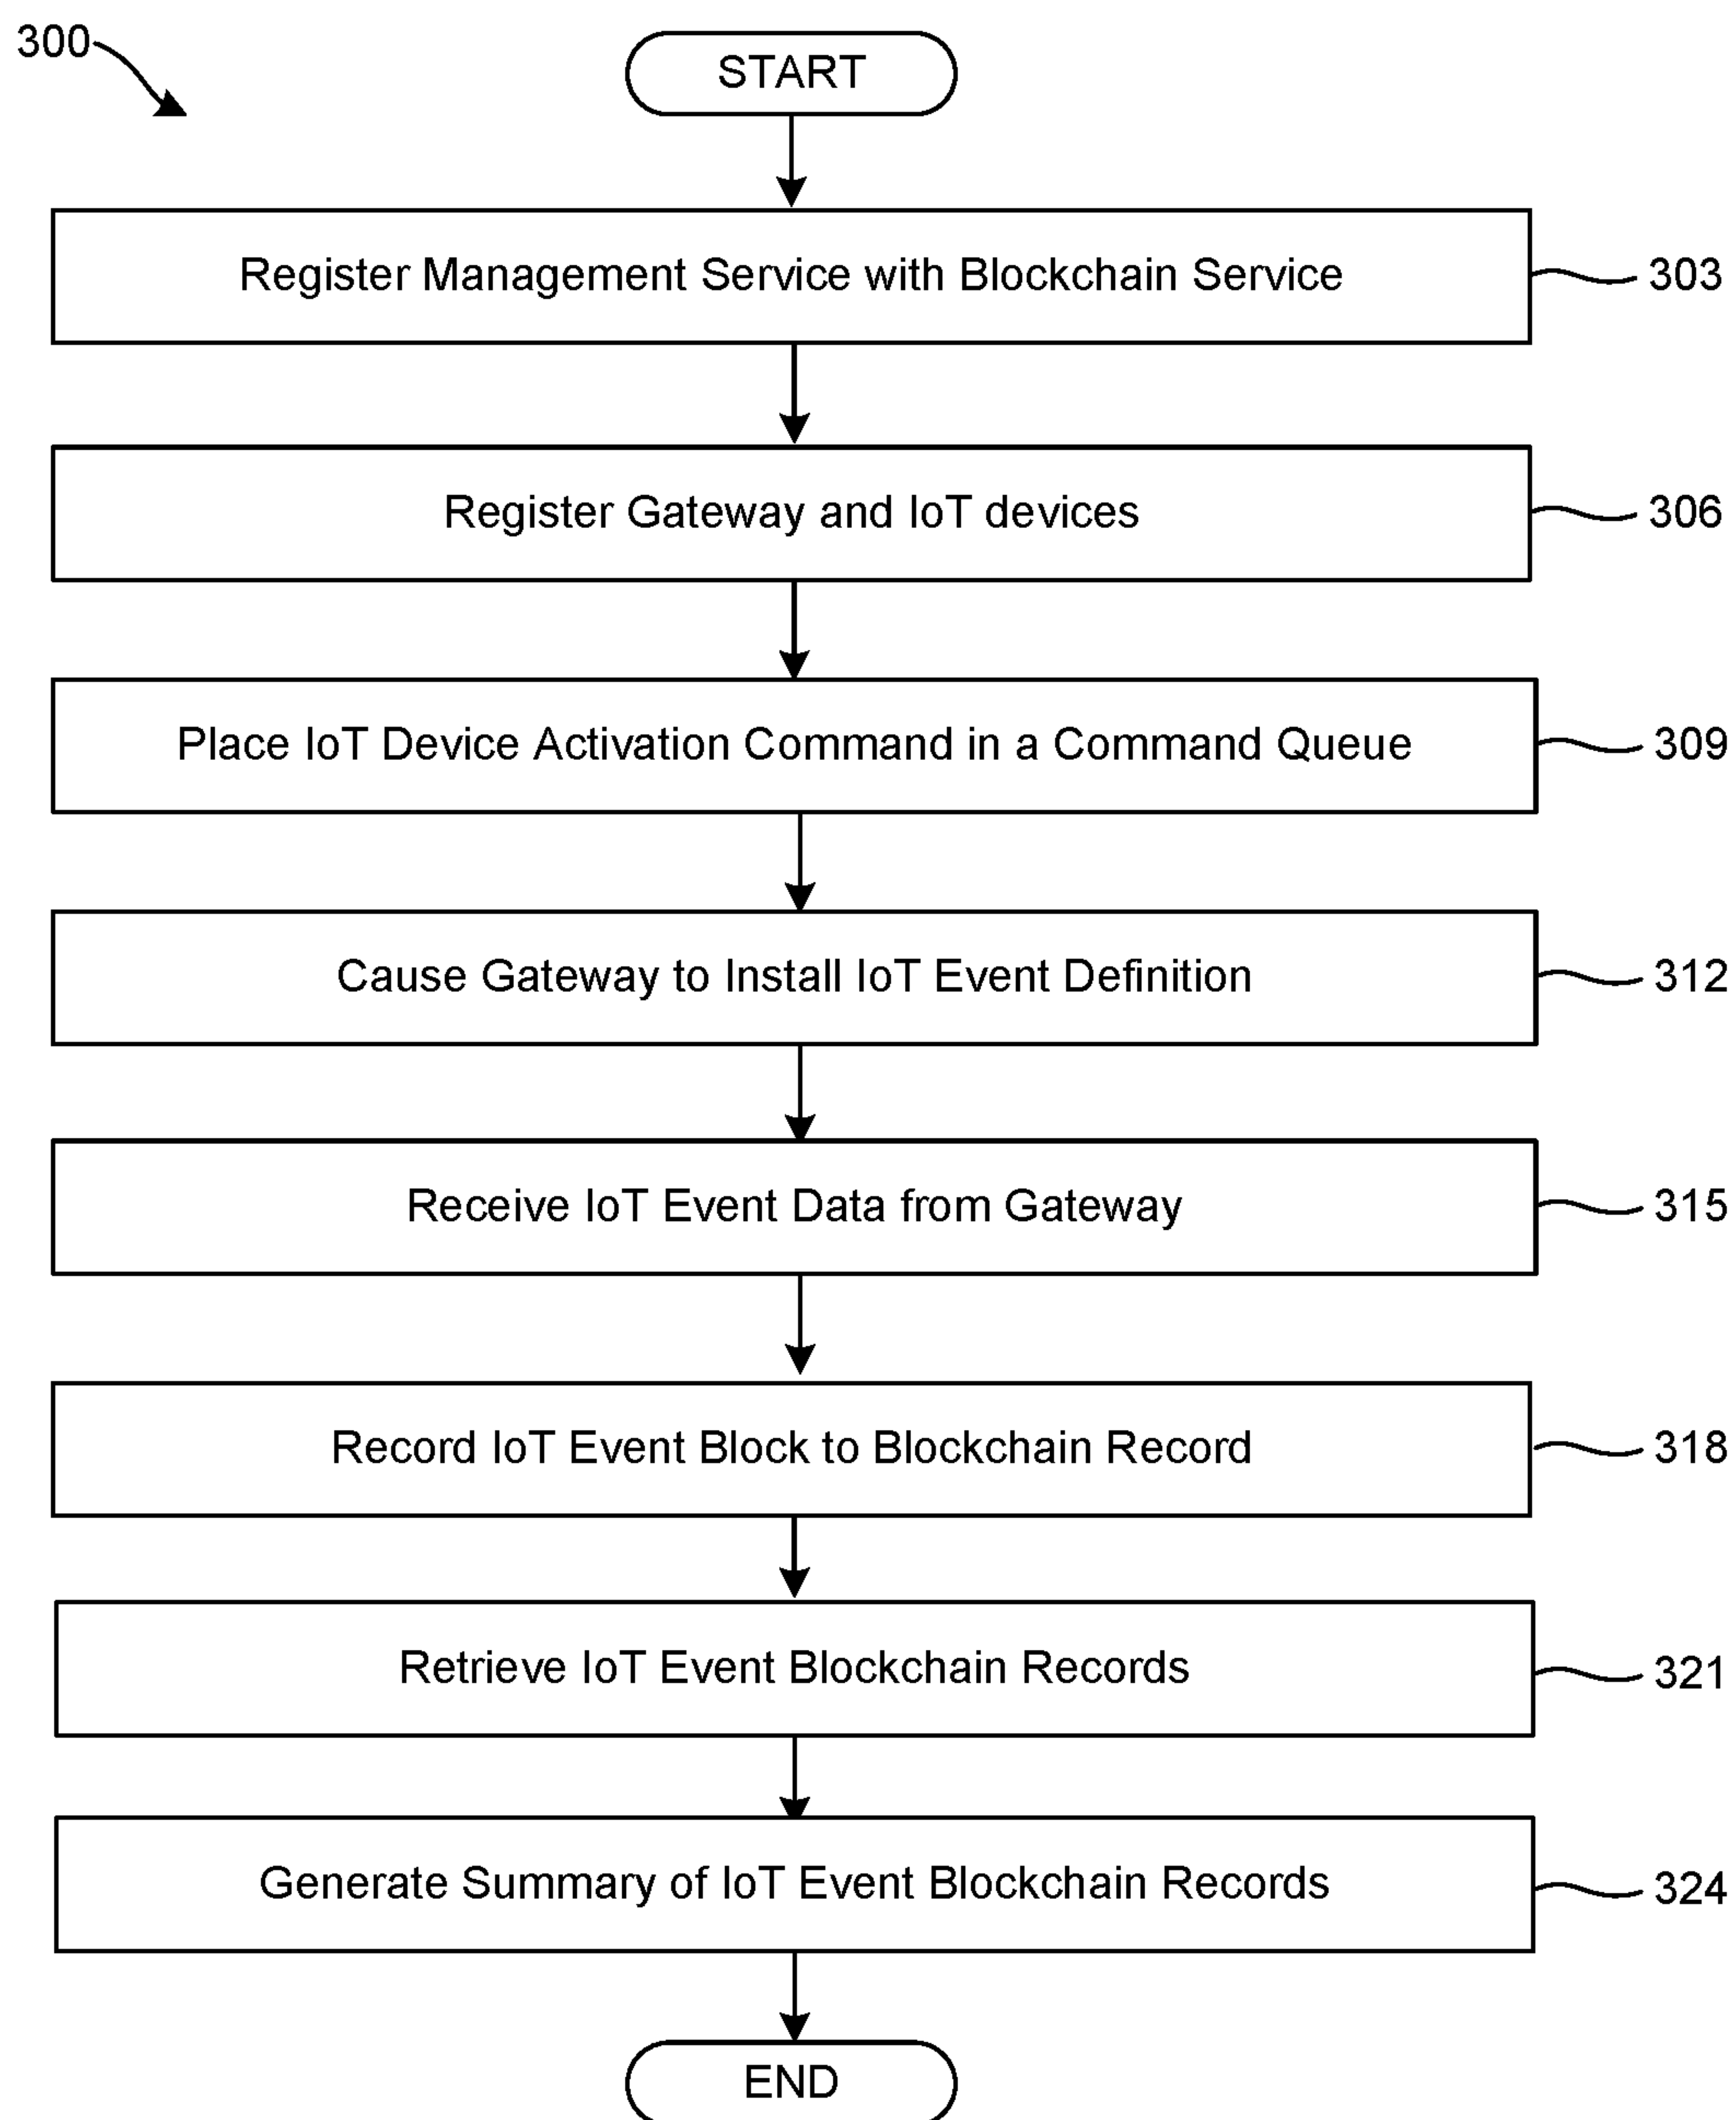 300
START
Register Management Service with Blockchain Service
303
Register Gateway and IoT devices
306
Place IoT Device Activation Command in a Command Queue
309
Cause Gateway to Install IoT Event Definition
312
Receive IoT Event Data from Gateway
315
Record IoT Event Block to Blockchain Record
318
Retrieve IoT Event Blockchain Records
321
Generate Summary of IoT Event Blockchain Records
324
END